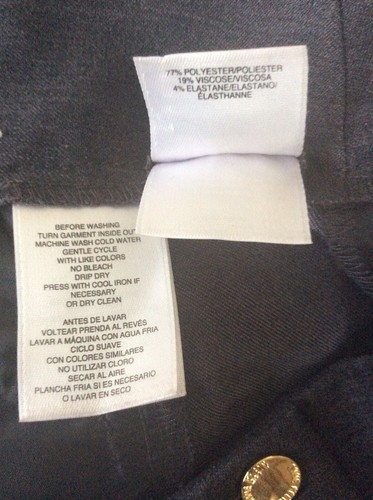 77% POLYESTER/POLIESTER
19% VISCOSE/VISCOSA
4% ELASTANE/ELASTANO/
ÉLASTHANNE
BEFORE WASHING
TURN GARMENT INSIDE OUT
MACHINE WASH COLD WATER
GENTLE CYCLE
WITH LIKE COLORS
NO BLEACH
DRIP DRY
PRESS WITH COOL IRON IF
NECESSARY
OR DRY CLEAN
ANTES DE LAVAR
VOLTEAR PRENDA AL REVÉS
LAVAR A MÁQUINA CON AGUA FRIA
CICLO SUAVE
CON COLORES SIMILARES
NO UTILIZAR CLORO
SECAR AL AIRE
PLANCHA FRIA SI ES NECESARIO
O LAVAR EN SECO